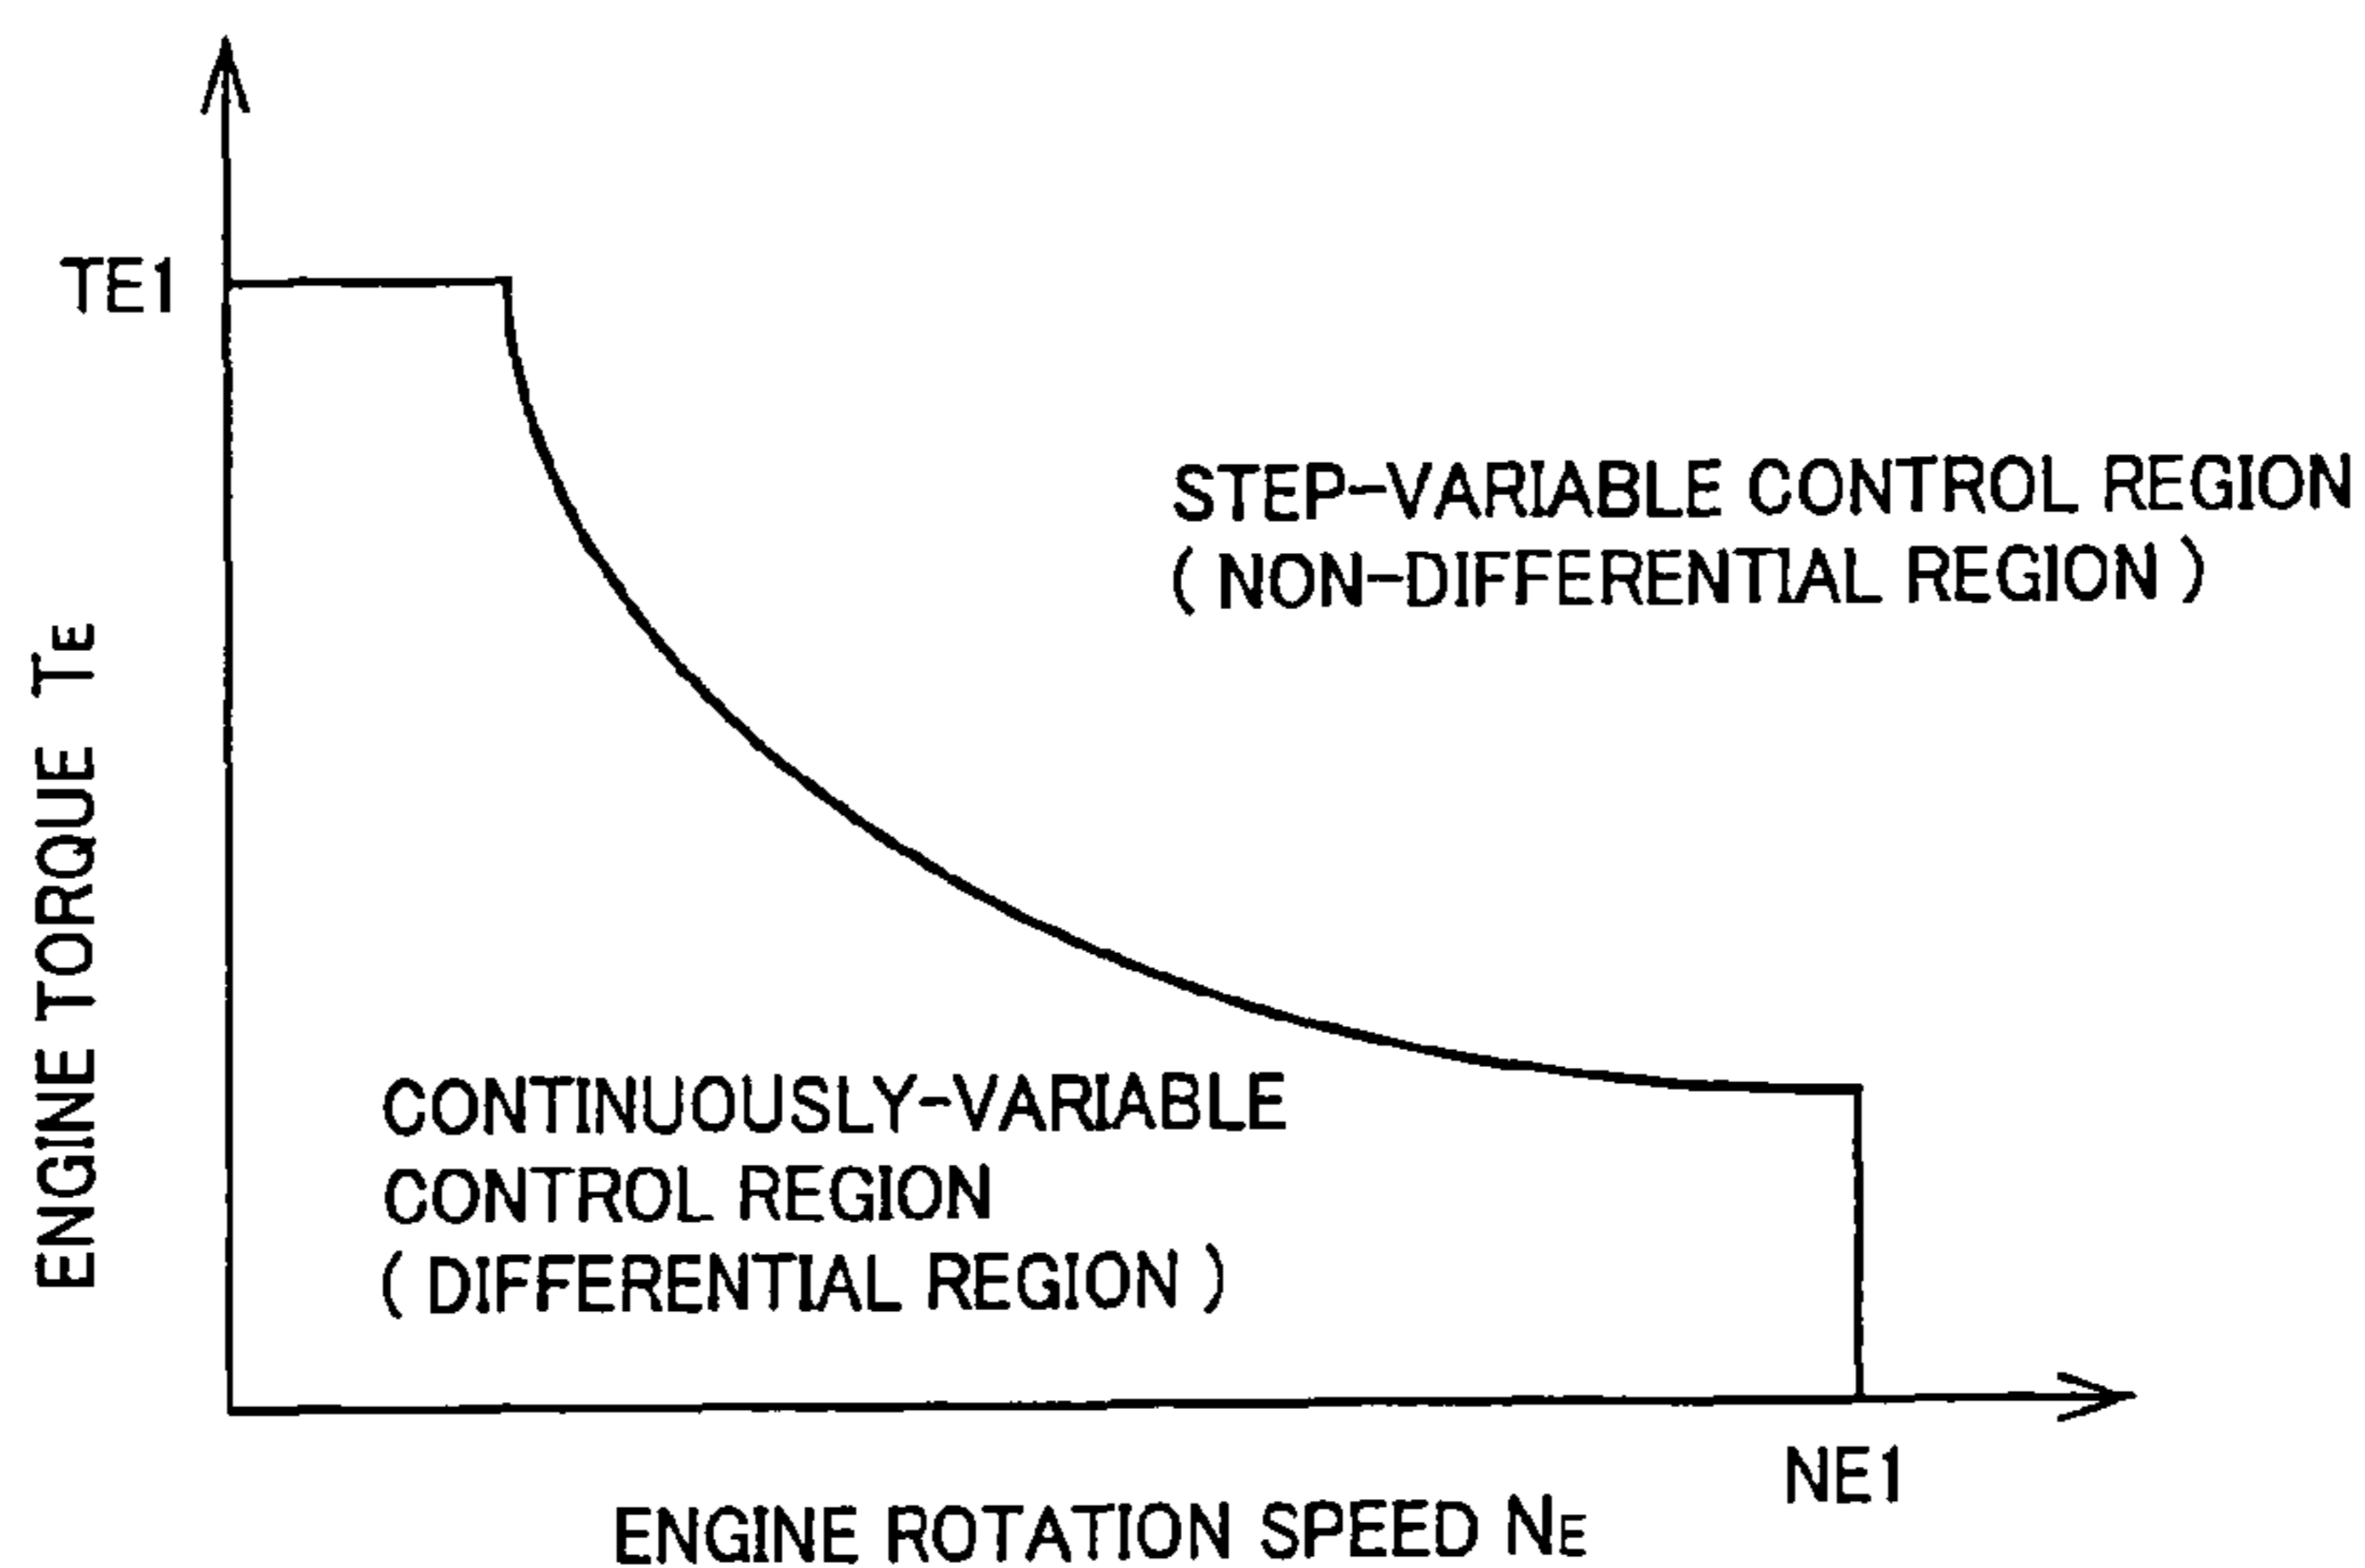 TE1
STEP-VARIABLE CONTROL REGION
( NON-DIFFERENTIAL REGION )
ENGINE TORQUE TE
CONTINUOUSLY-VARIABLE
CONTROL REGION
( DIFFERENTIAL REGION )
NE1
ENGINE ROTATION SPEED NE